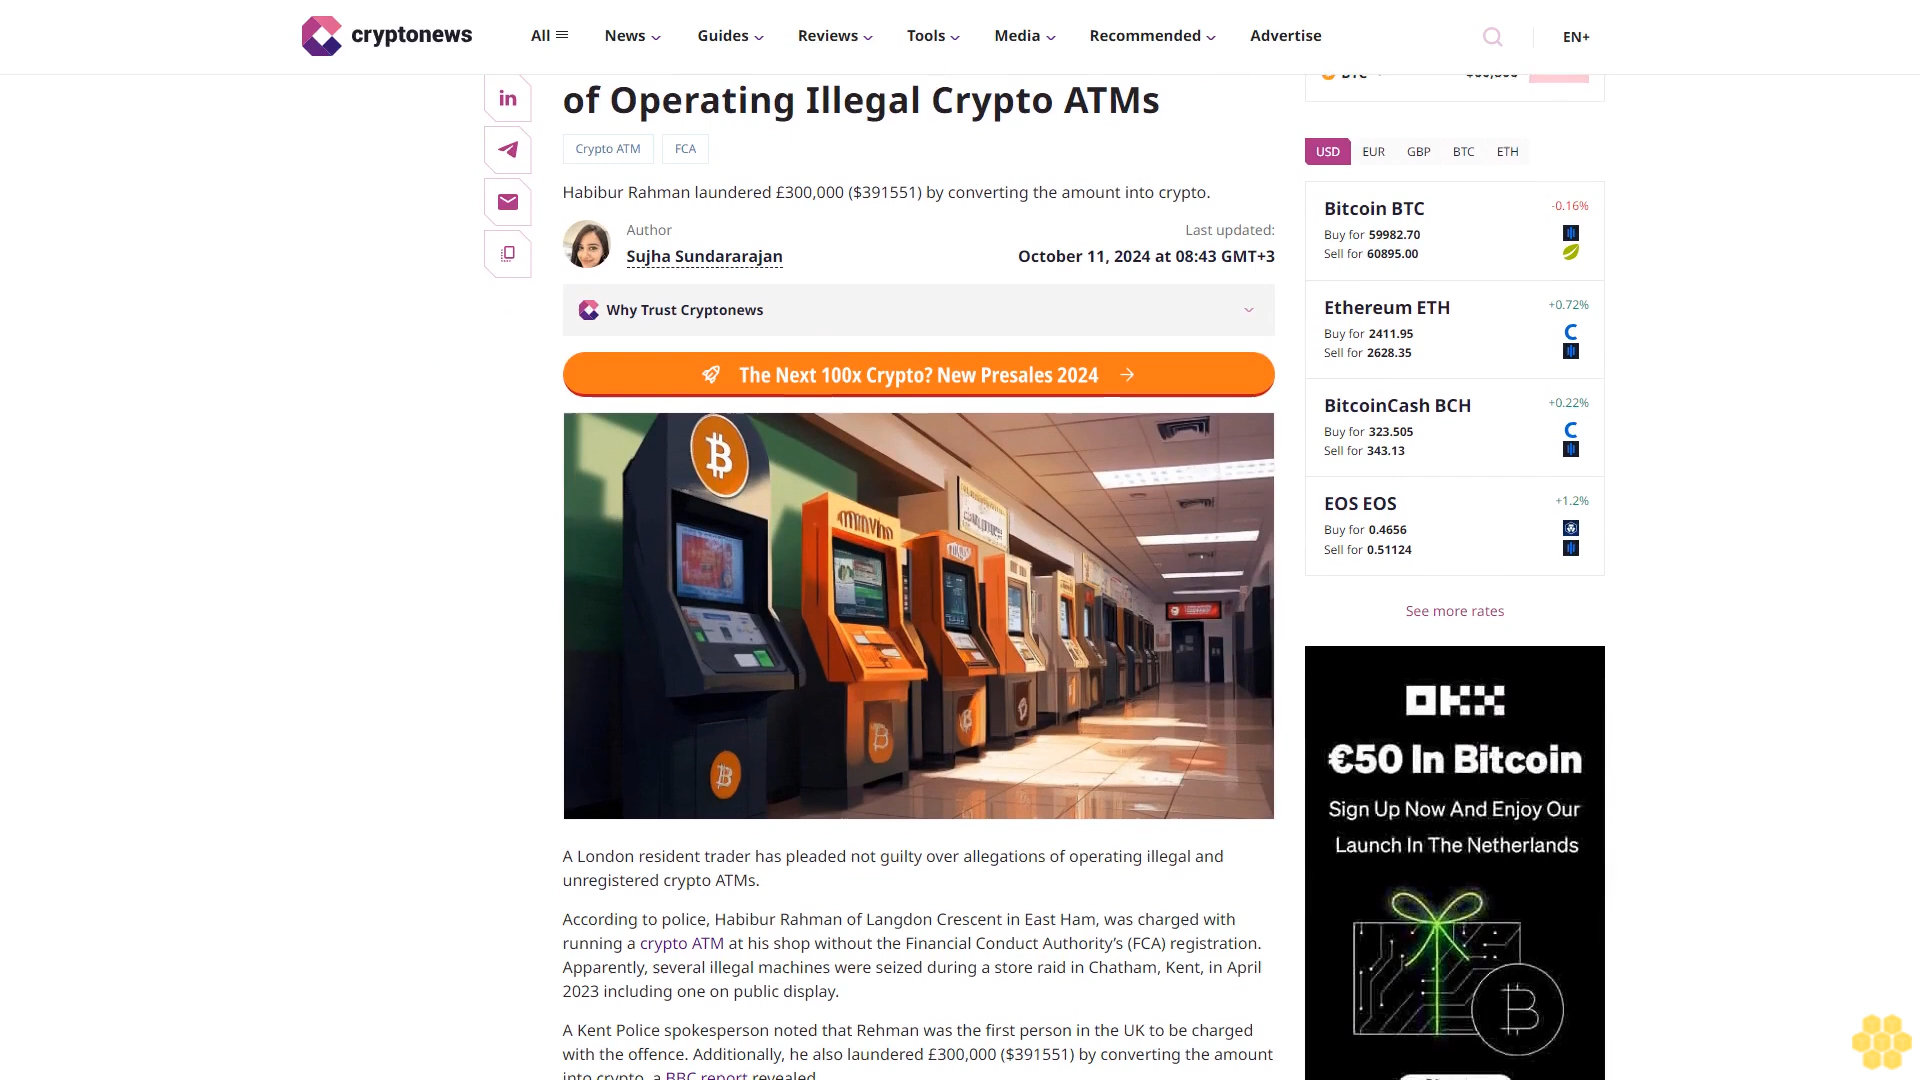 cryptonews
All
News
Guides
Reviews
Tools
Media
Recommended
Advertise
EN+
of Operating Illegal Crypto ATMs
Crypto ATM
FCA
Habibur Rahman laundered £300,000 ($391551) by converting the amount into crypto.
Author
Sujha Sundararajan
Last updated:
October 11, 2024 at 08:43 GMT+3
Why Trust Cryptonews
The Next 100x Crypto? New Presales 2024
A London resident trader has pleaded not guilty over allegations of operating illegal and
unregistered crypto ATMs.
According to police, Habibur Rahman of Langdon Crescent in East Ham, was charged with
running a crypto ATM at his shop without the Financial Conduct Authority’s (FCA) registration.
Apparently, several illegal machines were seized during a store raid in Chatham, Kent, in April
2023 including one on public display.
A Kent Police spokesperson noted that Rehman was the first person in the UK to be charged
with the offence. Additionally, he also laundered £300,000 ($391551) by converting the amount
into crypto, a BBC report revealed.
USD
EUR
GBP
BTC
ETH
Bitcoin BTC
-0.16%
Buy for 59982.70
Sell for 60895.00
Ethereum ETH
+0.72%
Buy for 2411.95
Sell for 2628.35
BitcoinCash BCH
+0.22%
Buy for 323.505
Sell for 343.13
EOS EOS
+1.2%
Buy for 0.4656
Sell for 0.51124
See more rates
OKX
€50 In Bitcoin
Sign Up Now And Enjoy Our
Launch In The Netherlands